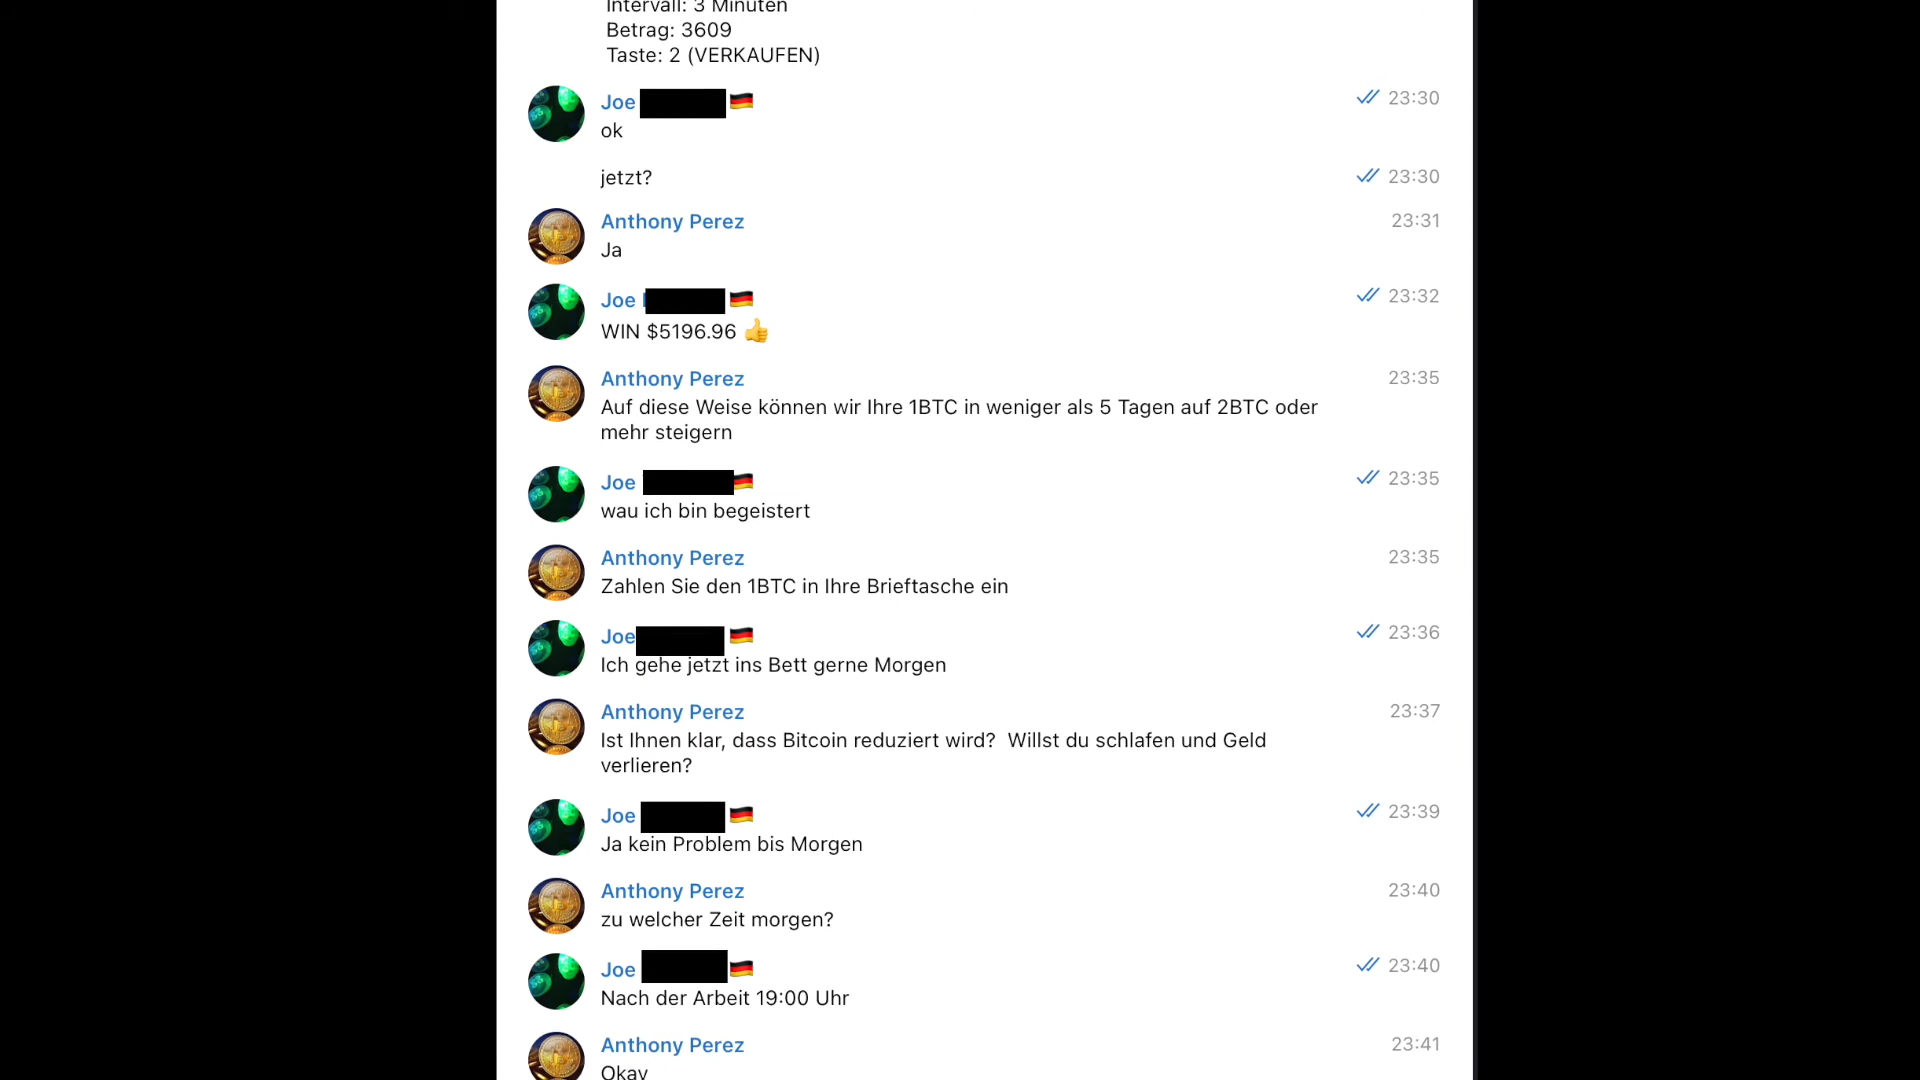 Intervall: 3 Minuten
Betrag: 3609
Taste: 2 (VERKAUFEN)
Joe 23:30
ok
jetzt? 23:30
Anthony Perez 23:31
Ja
Joe 23:32
WIN $5196.96 👍
Anthony Perez 23:35
Auf diese Weise können wir Ihre 1BTC in weniger als 5 Tagen auf 2BTC oder
mehr steigern
Joe 23:35
wau ich bin begeistert
Anthony Perez 23:35
Zahlen Sie den 1BTC in Ihre Brieftasche ein
Joe 23:36
Ich gehe jetzt ins Bett gerne Morgen
Anthony Perez 23:37
Ist Ihnen klar, dass Bitcoin reduziert wird? Willst du schlafen und Geld
verlieren?
Joe 23:39
Ja kein Problem bis Morgen
Anthony Perez 23:40
zu welcher Zeit morgen?
Joe 23:40
Nach der Arbeit 19:00 Uhr
Anthony Perez 23:41
Okay